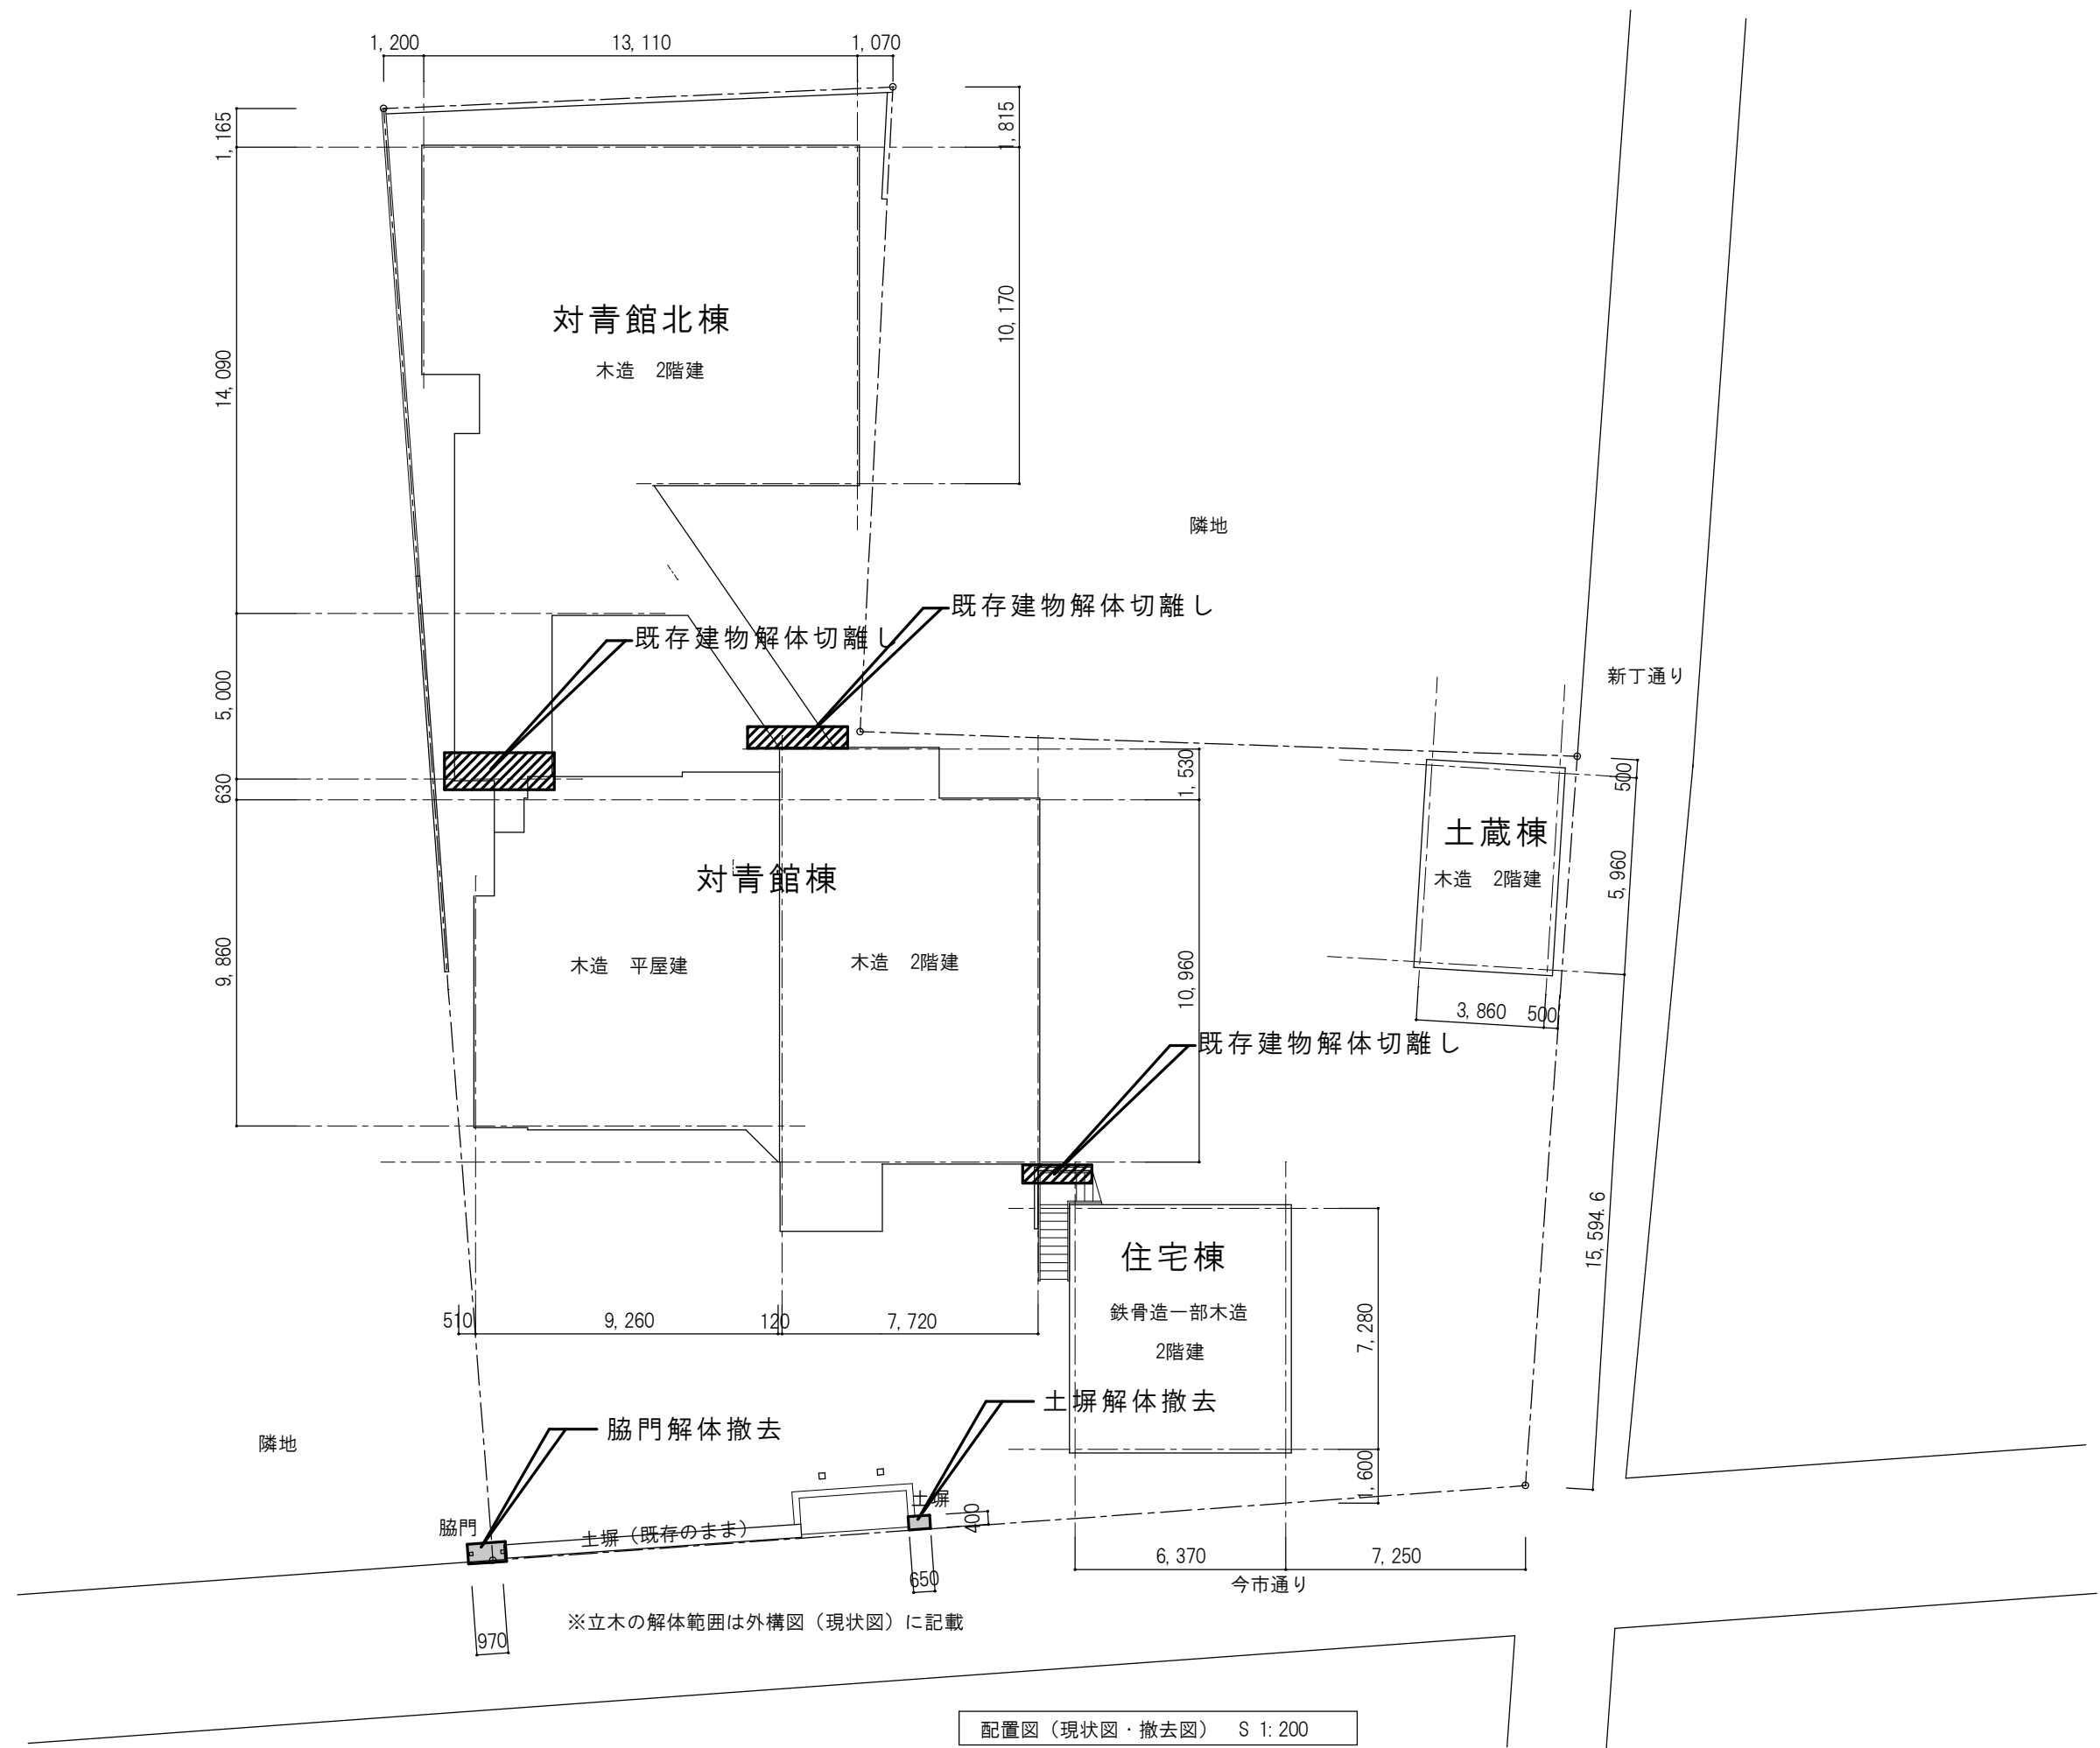 1,200
13,110
1,070
1,165
1,815
10,170
14,090
対青館北棟
木造　2階建
隣地
既存建物解体切離し
既存建物解体切離し
新丁通り
5,000
630
1,530
500
土蔵棟
木造　2階建
5,960
対青館棟
木造　平屋建
木造　2階建
9,860
10,960
3,860
500
既存建物解体切離し
15,594.6
住宅棟
鉄骨造一部木造
2階建
7,280
510
9,260
120
7,720
土塀解体撤去
脇門解体撤去
隣地
1,600
土塀
400
脇門
土塀（既存のまま）
6,370
7,250
650
今市通り
※立木の解体範囲は外構図（現状図）に記載
970
配置図（現状図・撤去図）　S 1:200